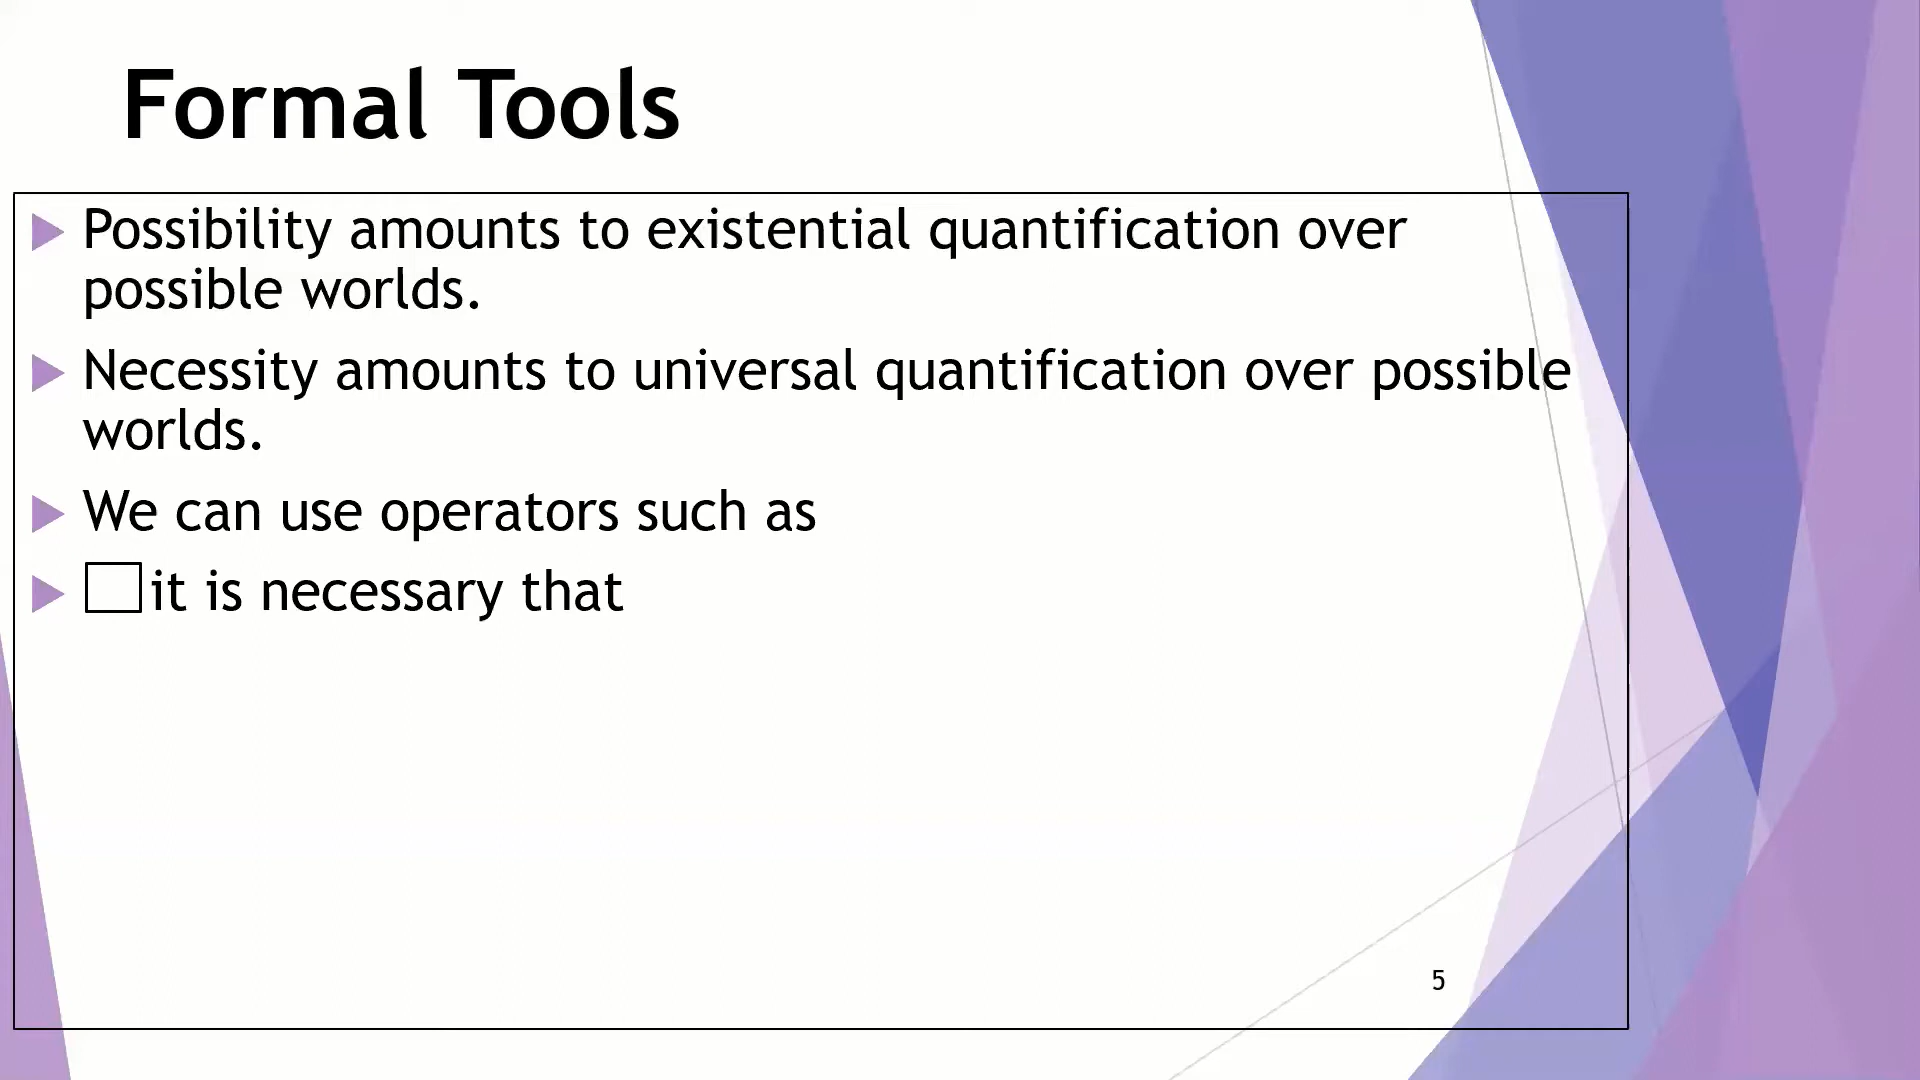 Formal Tools
Possibility amounts to existential quantification over
possible worlds.
Necessity amounts to universal quantification over possible
worlds.
We can use operators such as
□ it is necessary that
5